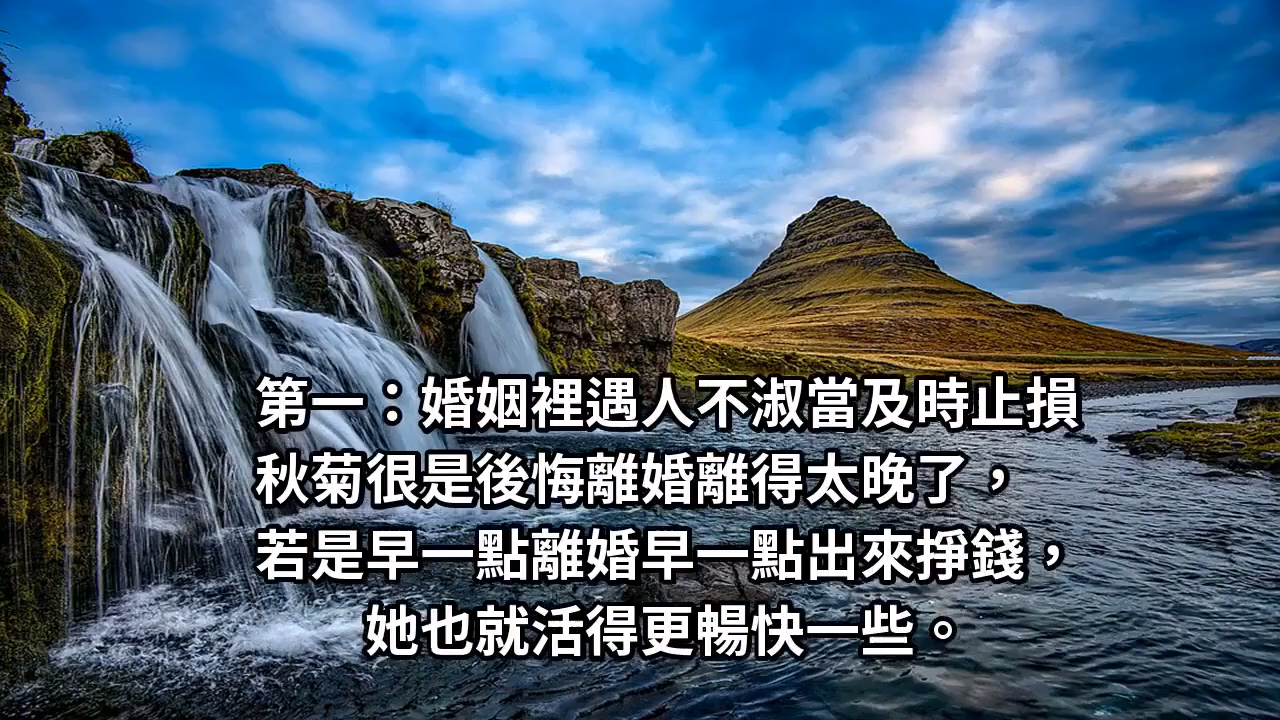 第一：婚姻裡遇人不淑當及時止損
秋菊很是後悔離婚離得太晚了，
若是早一點離婚早一點出來掙錢，
她也就活得更暢快一些。